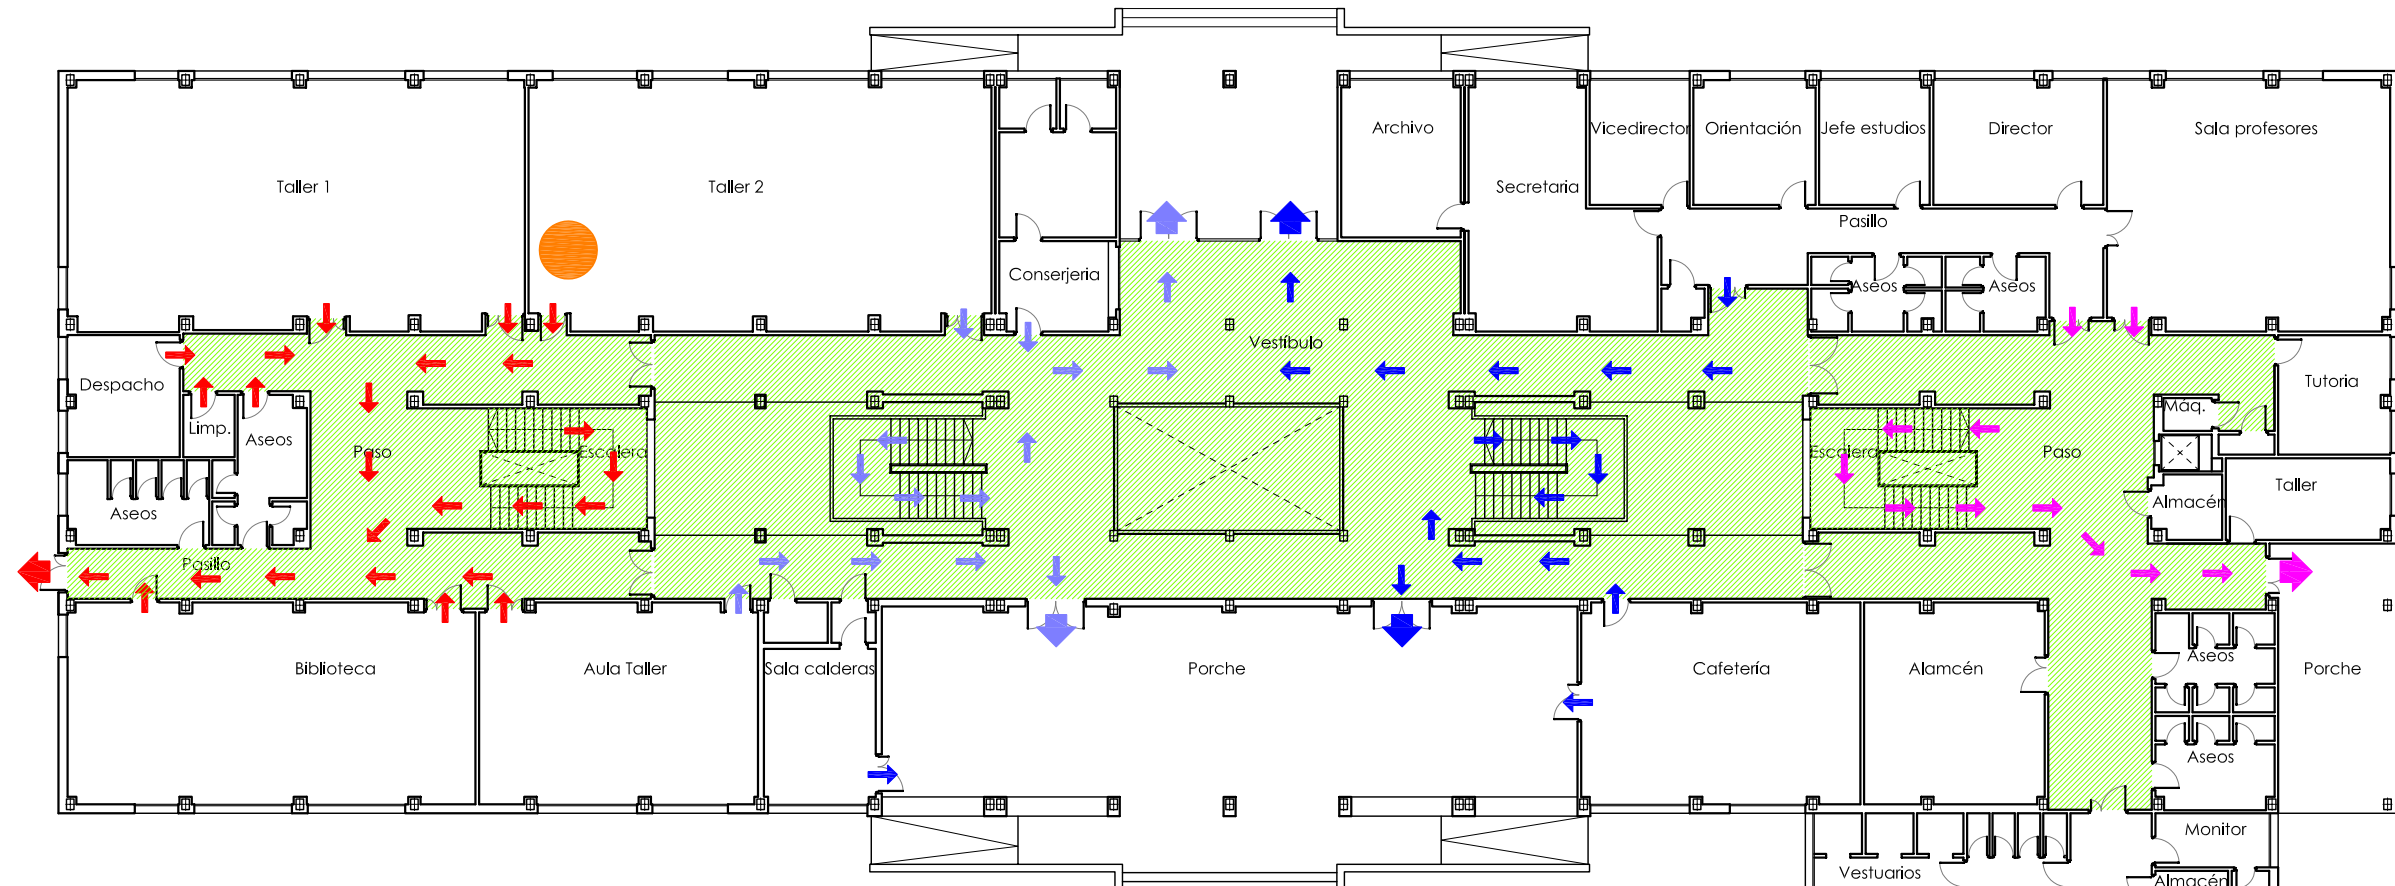 Archivo
Vicedirector
Orientación
Jefe estudios
Director
Sala profesores
Taller 1
Taller 2
Secretaria
Pasillo
Conserjeria
Aseos
Aseos
Vestíbulo
Despacho
Tutoria
Máq.
Limp.
Aseos
Paso
Escalera
Escalera
Paso
Taller
Almacén
Aseos
Pasillo
Biblioteca
Aula Taller
Sala calderas
Porche
Cafetería
Alamcén
Aseos
Porche
Aseos
Monitor
Vestuarios
Almacén